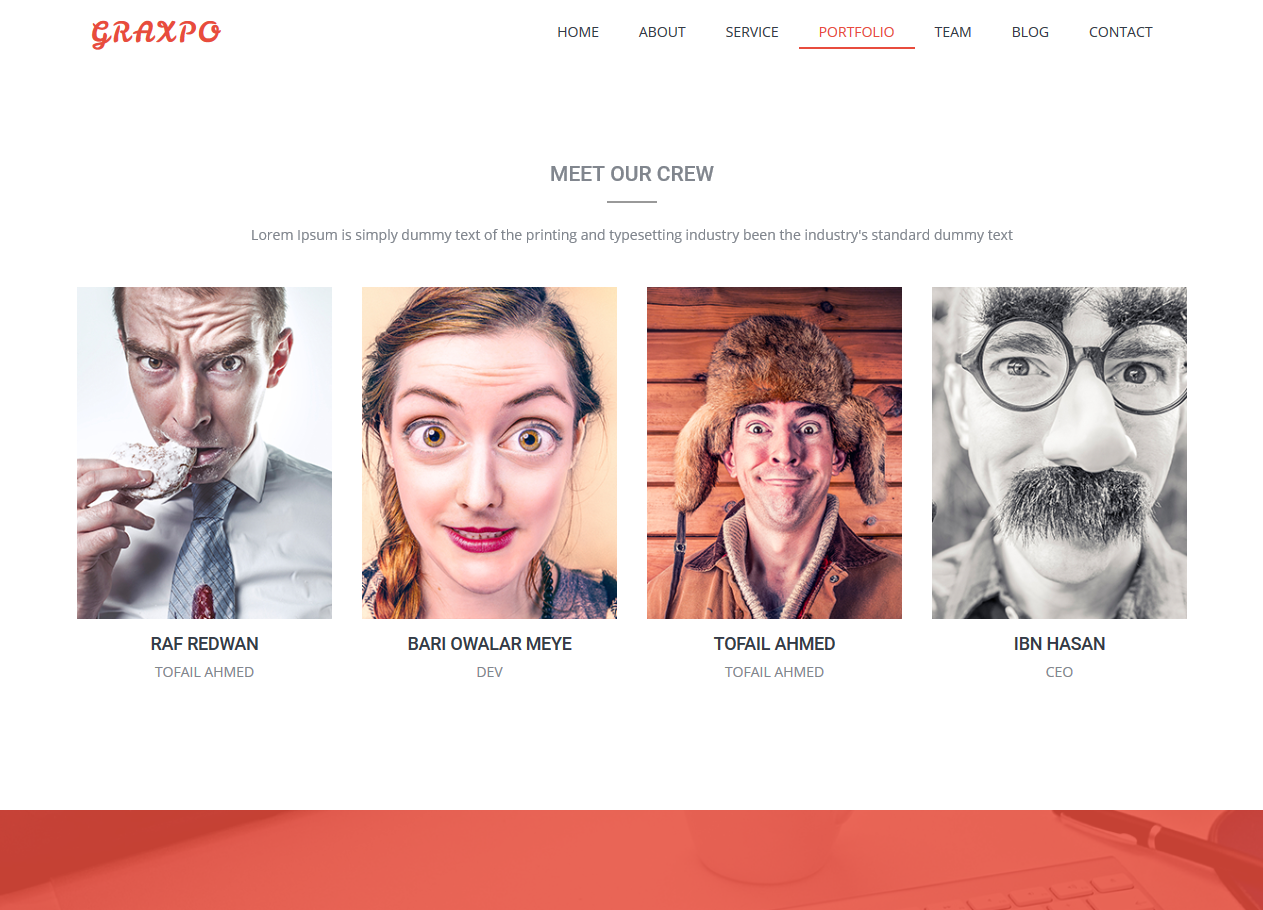 GRAXPO
HOME ABOUT SERVICE PORTFOLIO TEAM BLOG CONTACT
MEET OUR CREW
Lorem Ipsum is simply dummy text of the printing and typesetting industry been the industry's standard dummy text
RAF REDWAN BARI OWALAR MEYE TOFAIL AHMED IBN HASAN
TOFAIL AHMED DEV TOFAIL AHMED CEO